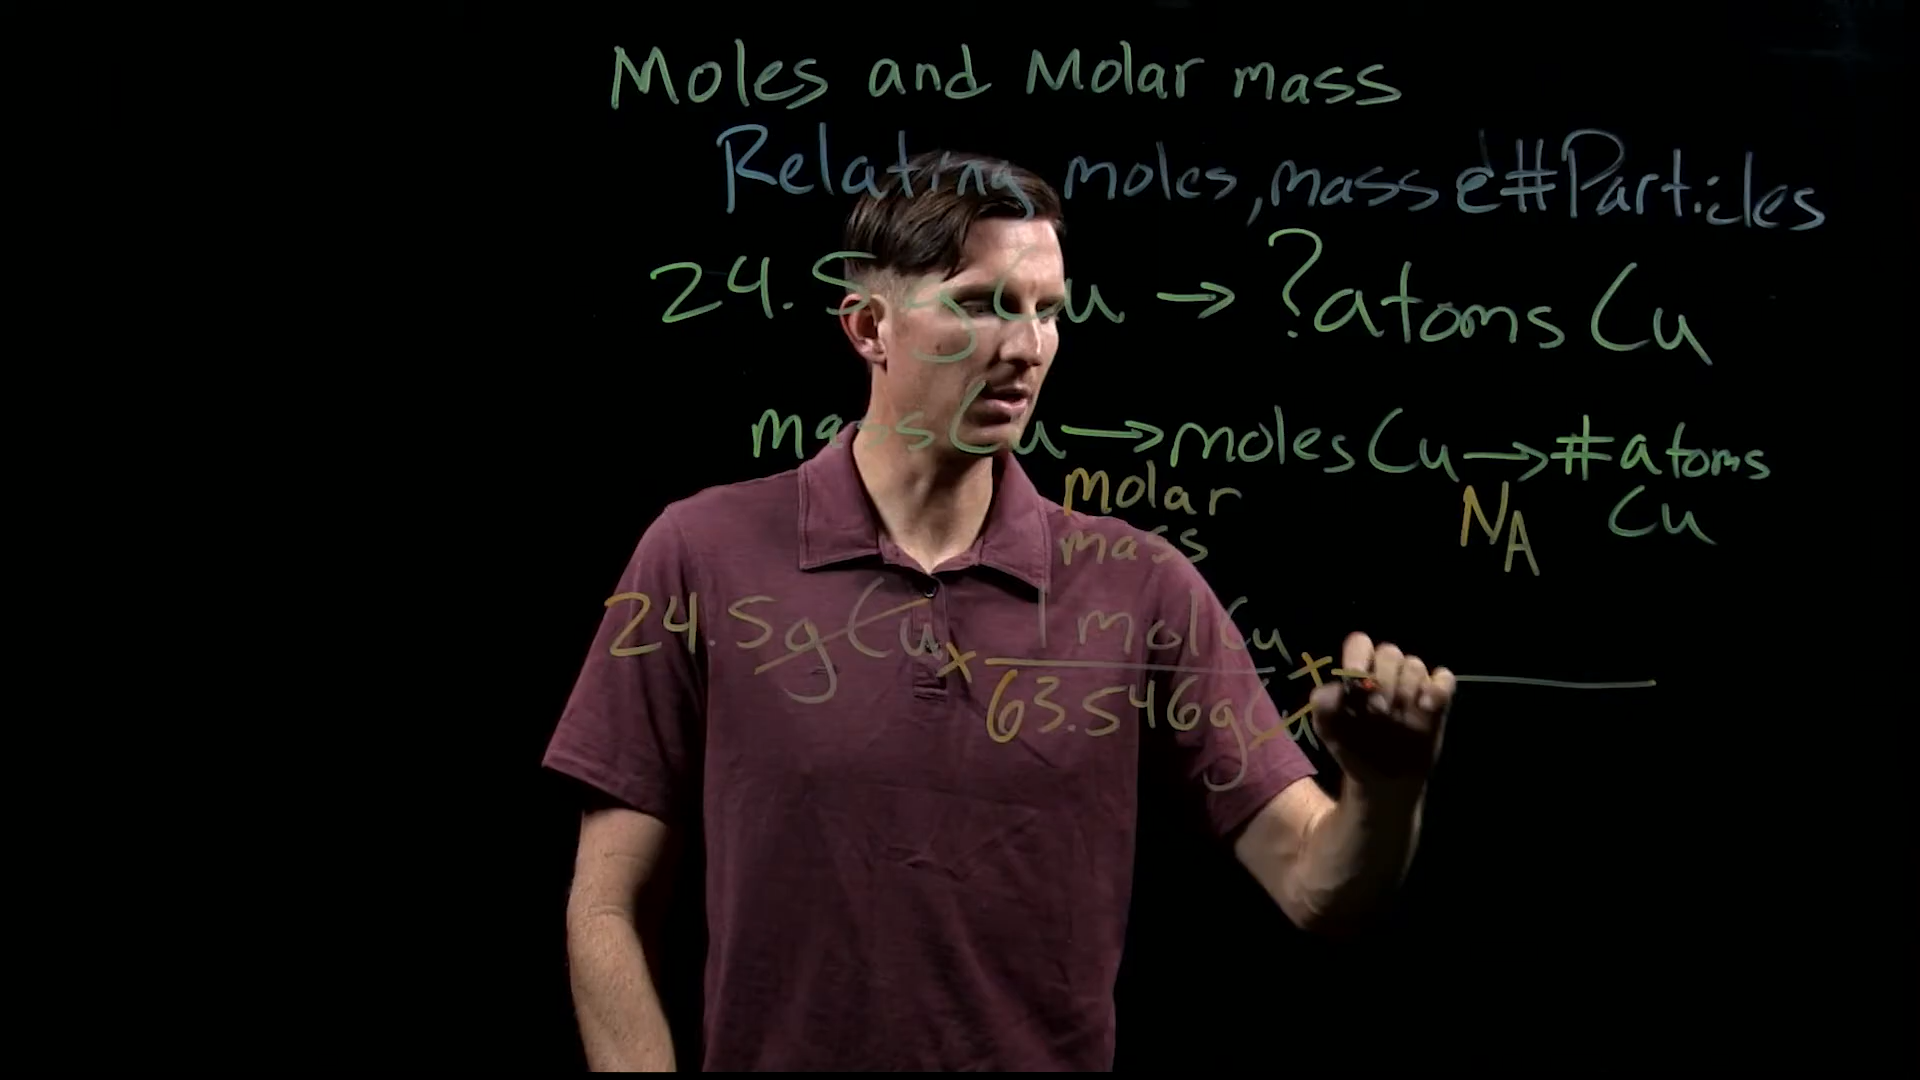 Moles and Molar mass
Relating moles, mass & # Particles
24.5 g Cu → ? atoms Cu
mass Cu → moles Cu → # atoms Cu
molar mass
NA
24.5 g Cu × 1 mol Cu × 
63.546 g Cu